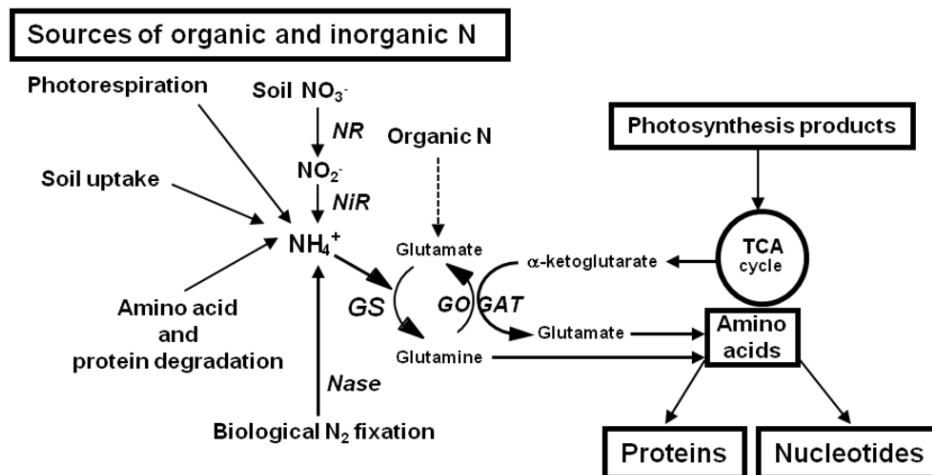 Sources of organic and inorganic N
Photorespiration
Soil NO₃⁻
NR
Organic N
Photosynthesis products
Soil uptake
NO₂⁻
NiR
NH₄⁺
Glutamate
α-ketoglutarate
TCA
cycle
GS
GOGAT
Amino acid
and
protein degradation
Glutamate
Glutamine
Amino
acids
Nase
Biological N₂ fixation
Proteins
Nucleotides